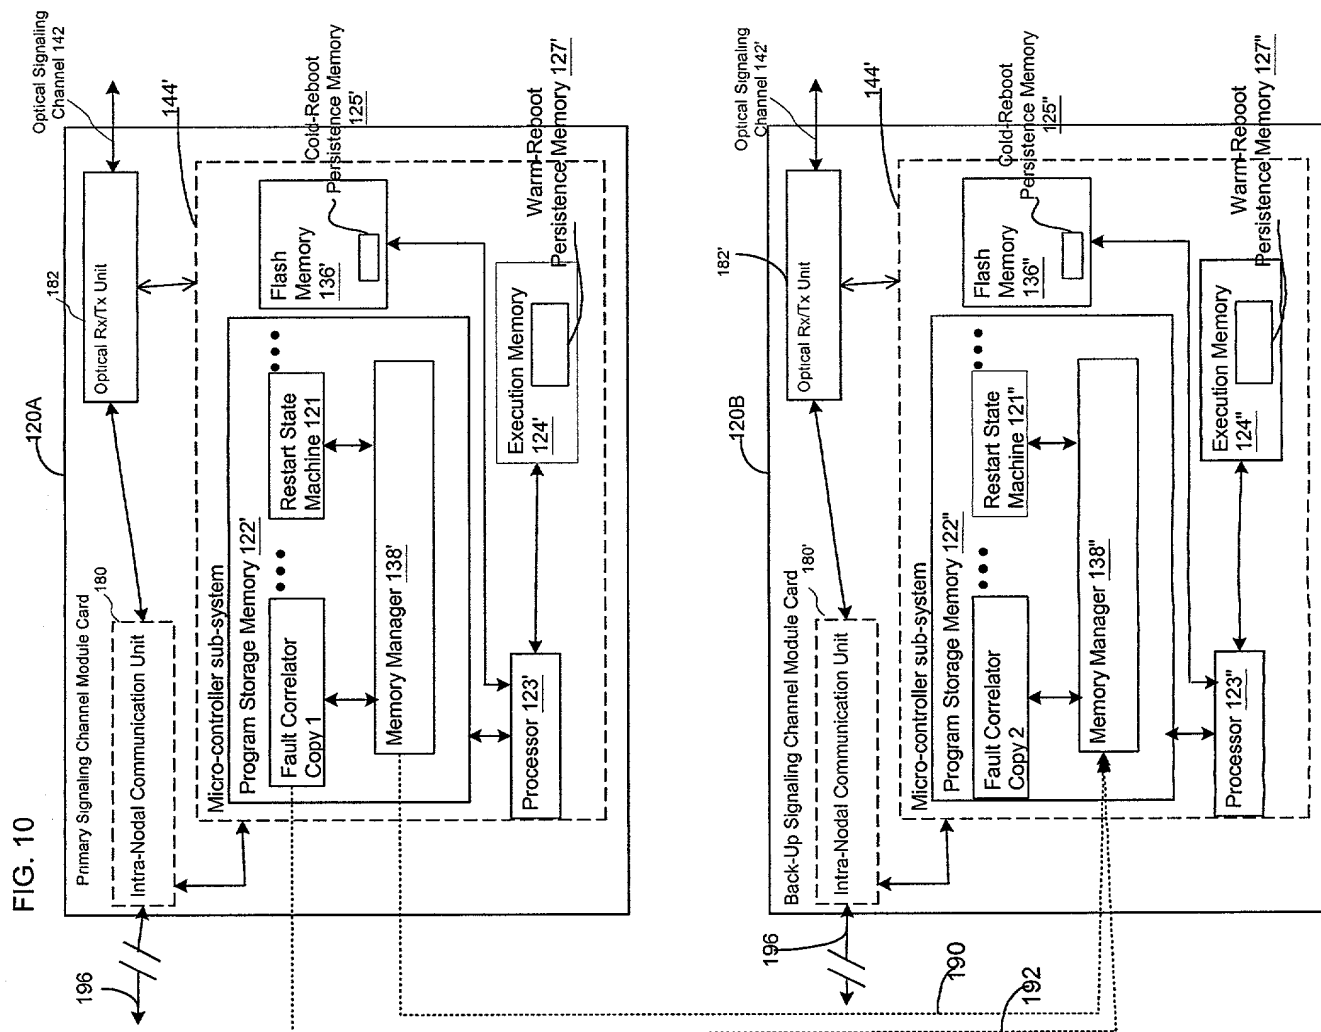 FIG. 10
120A
Primary Signaling Channel Module Card
180
Intra-Nodal Communication Unit
196
182
Optical Rx/Tx Unit
Optical Signaling
Channel 142
144'
Micro-controller sub-system
Program Storage Memory 122'
Fault Correlator
Copy 1
Restart State
Machine 121
Memory Manager 138'
Flash
Memory
136'
Cold-Reboot
Persistence Memory
125'
Processor 123'
Execution Memory
124'
Warm-Reboot
Persistence Memory 127'
120B
Back-Up Signaling Channel Module Card
180'
Intra-Nodal Communication Unit
196
182'
Optical Rx/Tx Unit
Optical Signaling
Channel 142'
144'
Micro-controller sub-system
Program Storage Memory 122"
Fault Correlator
Copy 2
Restart State
Machine 121"
Memory Manager 138"
Flash
Memory
136"
Cold-Reboot
Persistence Memory
125"
Processor 123"
Execution Memory
124"
Warm-Reboot
Persistence Memory 127"
190
192